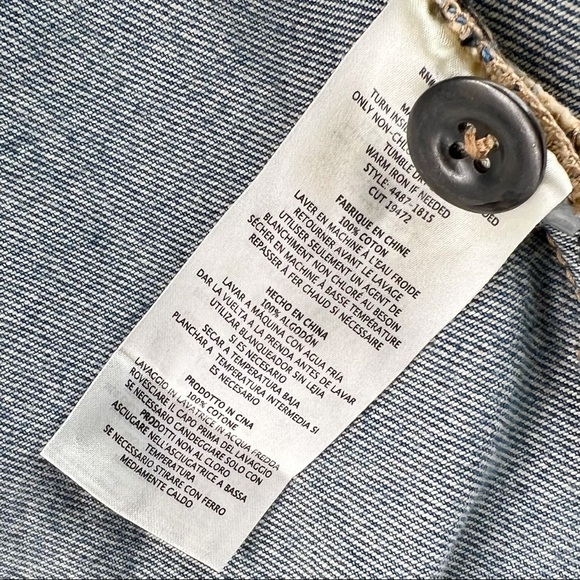 RN#
TURN INSI
ONLY NON-CHL
TUMBLE DR
WARM IRON IF NEEDED
STYLE: 4487-1815
CUT 19472
FABRIQUE EN CHINE
100% COTON
LAVER EN MACHINE À L'EAU FROIDE
RETOURNER AVANT LE LAVAGE
UTILISER SEULEMENT UN AGENT DE
BLANCHIMENT NON CHLORÉ AU BESOIN
SÉCHER EN MACHINE A BASSE TEMPERATURE
REPASSER À FER CHAUD SI NÉCESSAIRE
HECHO EN CHINA
100% ALGODÓN
LAVAR A MÁQUINA CON AGUA FRÍA
DAR LA VUELTA A LA PRENDA ANTES DE LAVAR
UTILIZAR BLANQUEADOR SIN LEJIA
SI ES NECESARIO
SECAR A TEMPERATURA BAJA
PLANCHAR A TEMPERATURA INTERMEDIA SI
ES NECESARIO
PRODOTTO IN CINA
100% COTONE
LAVAGGIO IN LAVATRICE IN ACQUA FREDDA
ROVESCIARE IL CAPO PRIMA DEL LAVAGGIO
SE NECESSARIO CANDEGGIARE SOLO CON
PRODOTTI NON AL CLORO
ASCIUGARE NELL'ASCIUGATRICE A BASSA
TEMPERATURA
SE NECESSARIO STIRARE CON FERRO
MEDIAMENTE CALDO